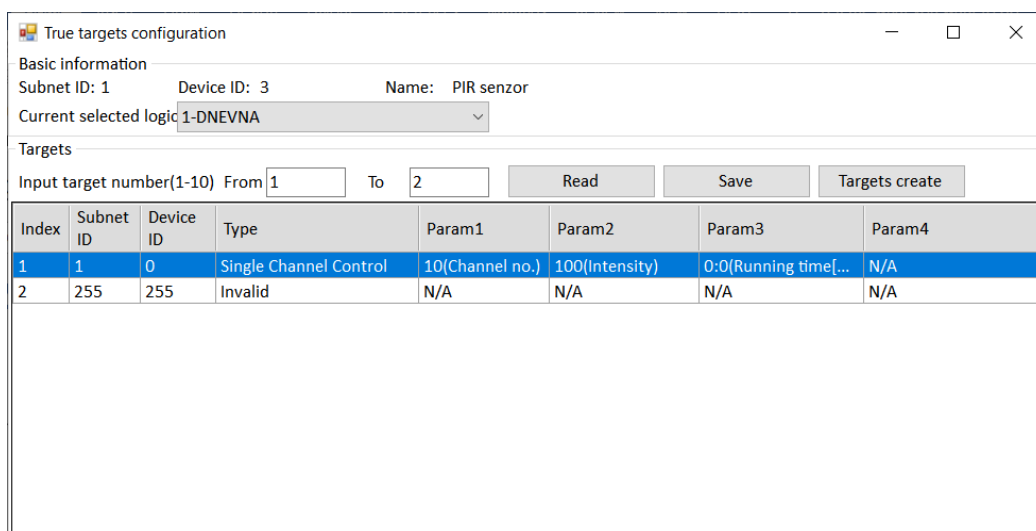 True targets configuration
Basic information
Subnet ID: 1 Device ID: 3 Name: PIR senzor
Current selected logic 1-DNEVNA
Targets
Input target number(1-10) From 1 To 2 Read Save Targets create
Index Subnet ID Device ID Type Param1 Param2 Param3 Param4
1 1 0 Single Channel Control 10(Channel no.) 100(Intensity) 0:0(Running time[... N/A
2 255 255 Invalid N/A N/A N/A N/A